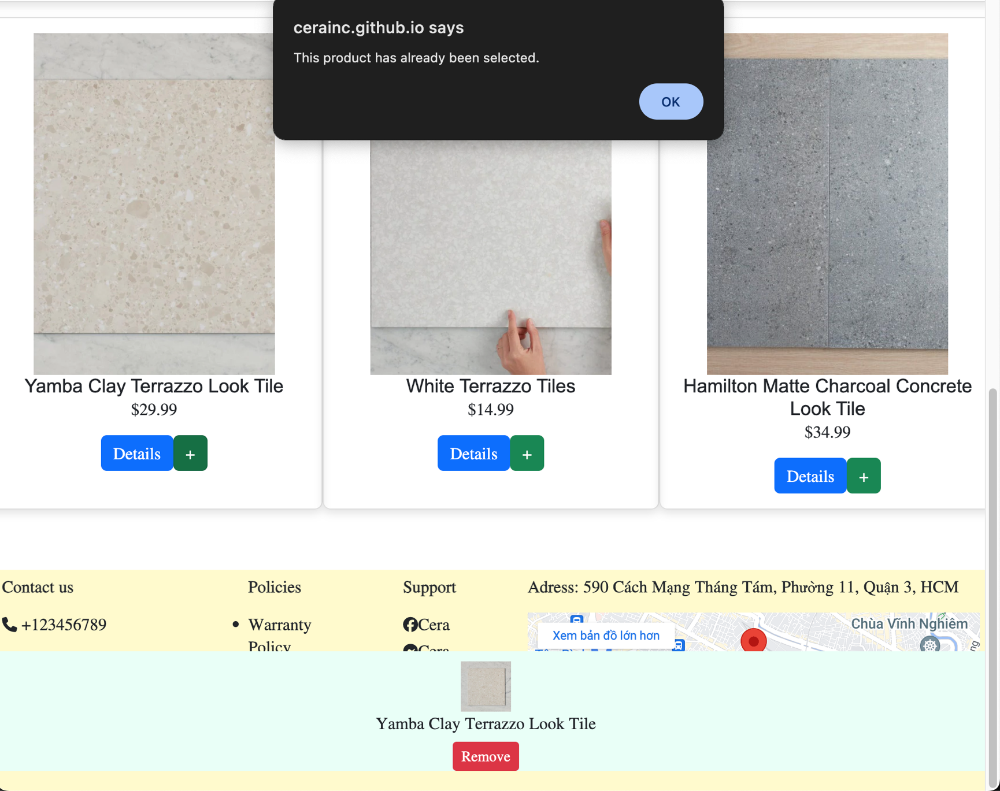 cerainc.github.io says
This product has already been selected.
OK
Yamba Clay Terrazzo Look Tile
$29.99
Details
+
White Terrazzo Tiles
$14.99
Details
+
Hamilton Matte Charcoal Concrete
Look Tile
$34.99
Details
+
Contact us
+123456789
Policies
• Warranty
Policy
Support
Cera
Cera
Adress: 590 Cách Mạng Tháng Tám, Phường 11, Quận 3, HCM
Xem bản đồ lớn hơn
Chùa Vĩnh Nghiêm
Yamba Clay Terrazzo Look Tile
Remove